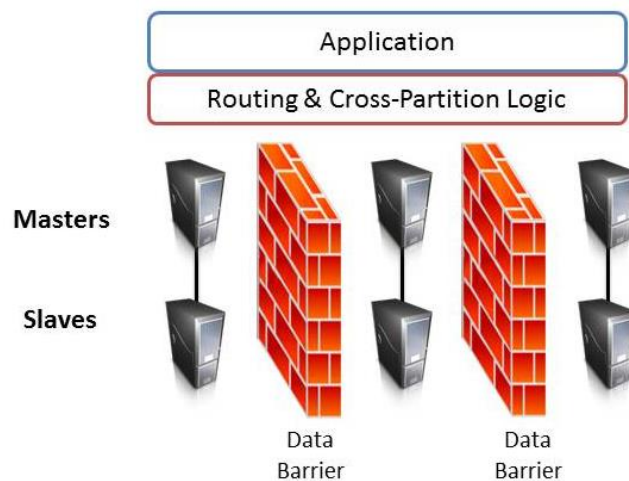 Application
Routing & Cross-Partition Logic
Masters
Slaves
Data
Barrier
Data
Barrier